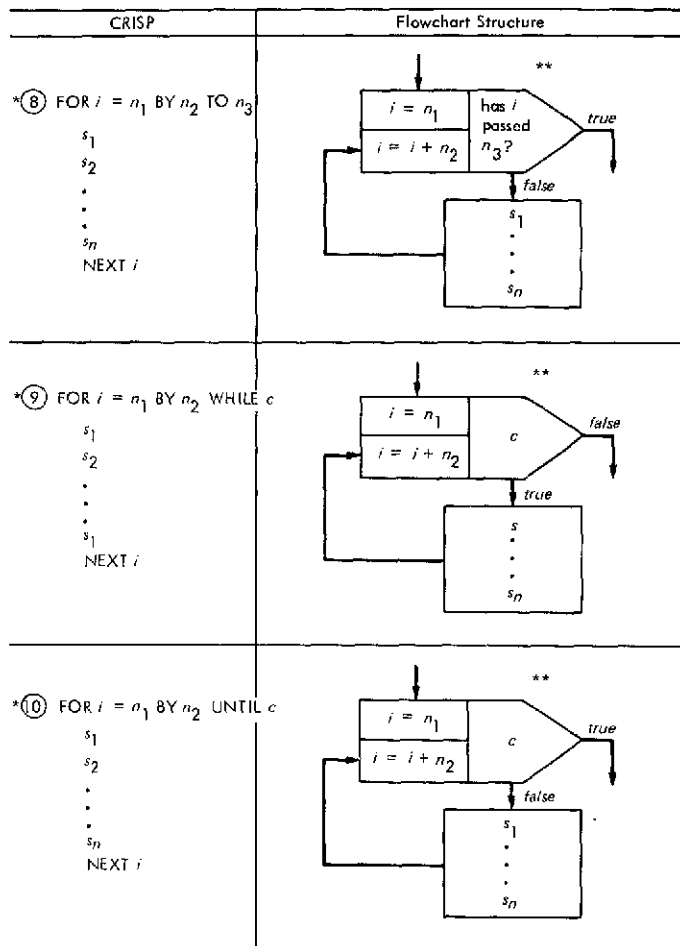 CRISP
Flowchart Structure
*⑧ FOR i = n1 BY n2 TO n3
s1
s2
.
.
.
sn
NEXT i
**
i = n1
i = i + n2
has i
passed
n3?
true
false
s1
.
.
.
sn
*⑨ FOR i = n1 BY n2 WHILE c
s1
s2
.
.
.
s1
NEXT i
**
i = n1
i = i + n2
c
false
true
s
.
.
.
sn
*⑩ FOR i = n1 BY n2 UNTIL c
s1
s2
.
.
.
sn
NEXT i
**
i = n1
i = i + n2
c
true
false
s1
.
.
.
sn